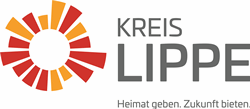 KREIS
LIPPE
Heimat geben. Zukunft bieten.